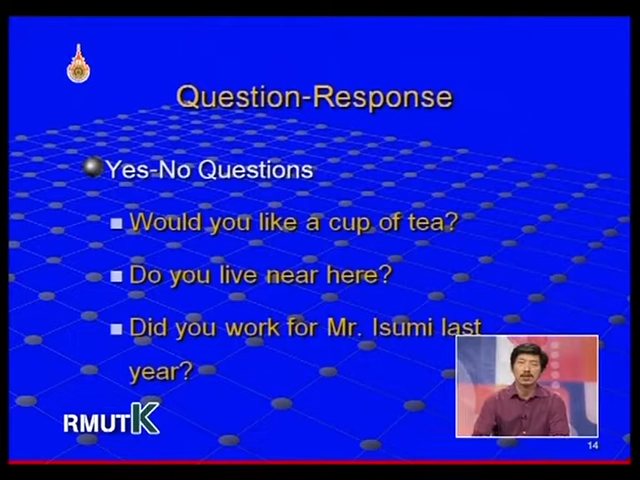 Question-Response
Yes-No Questions
Would you like a cup of tea?
Do you live near here?
Did you work for Mr. Isumi last
year?
RMUTK
14